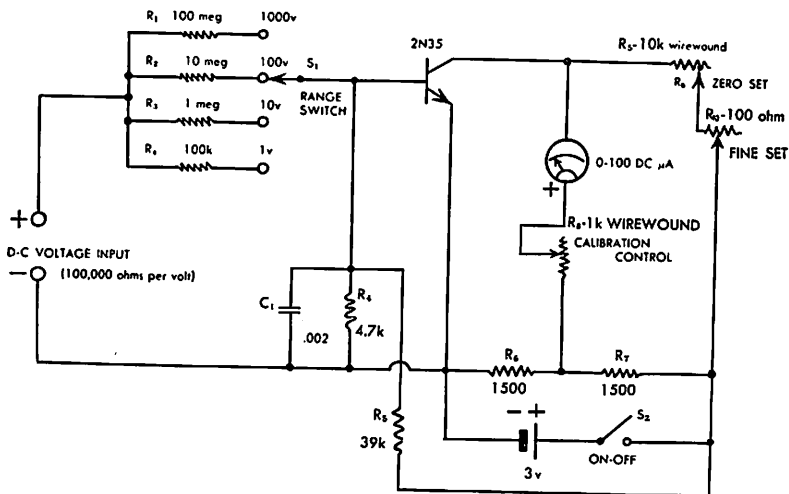 R₁ 100 meg 1000v
R₂ 10 meg 100v S₁
RANGE
SWITCH
R₃ 1 meg 10v
R₄ 100k 1v
2N35
R₅-10k wirewound
R₈ ZERO SET
R₁₀-100 ohm
FINE SET
0-100 DC μA
+
R₈-1k WIREWOUND
CALIBRATION
CONTROL
+
D-C VOLTAGE INPUT
− (100,000 ohms per volt)
C₁
.002
R₄
4.7k
R₆
1500
R₇
1500
R₅
39k
− +
3v
S₂
ON-OFF